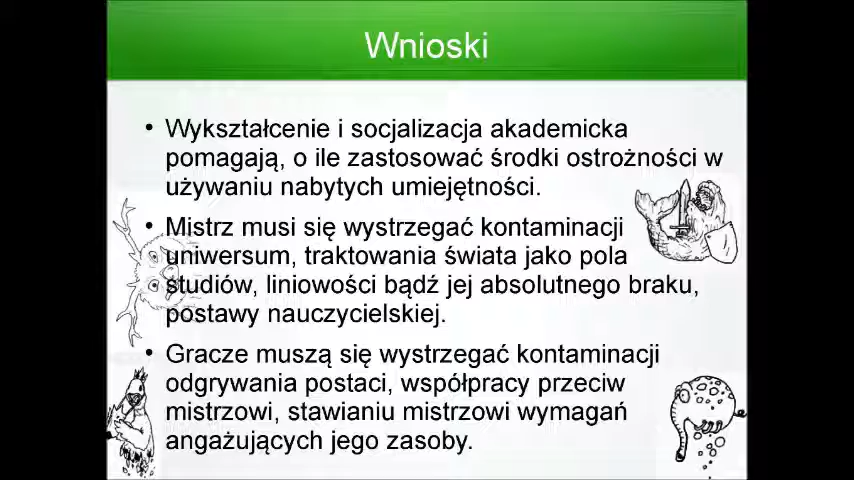 Wnioski
• Wykształcenie i socjalizacja akademicka
pomagają, o ile zastosować środki ostrożności w
używaniu nabytych umiejętności.
• Mistrz musi się wystrzegać kontaminacji
uniwersum, traktowania świata jako pola
studiów, liniowości bądź jej absolutnego braku,
postawy nauczycielskiej.
• Gracze muszą się wystrzegać kontaminacji
odgrywania postaci, współpracy przeciw
mistrzowi, stawianiu mistrzowi wymagań
angażujących jego zasoby.